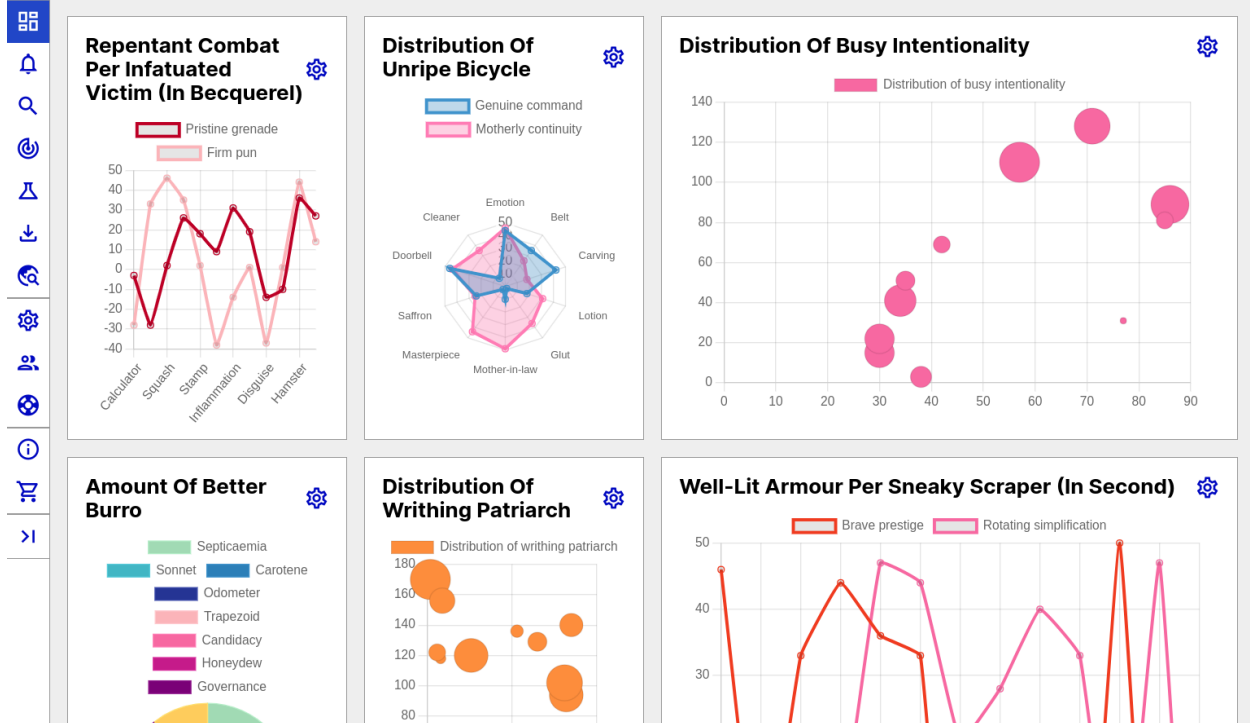 Repentant Combat
Per Infatuated
Victim (In Becquerel)
Pristine grenade
Firm pun
50
40
30
20
10
0
-10
-20
-30
-40
Calculator
Squash
Stamp
Inflammation
Disguise
Hamster
Distribution Of
Unripe Bicycle
Genuine command
Motherly continuity
Emotion
Belt
Carving
Lotion
Glut
Mother-in-law
Masterpiece
Saffron
Doorbell
Cleaner
50
30
20
10
Distribution Of Busy Intentionality
Distribution of busy intentionality
140
120
100
80
60
40
20
0
0 10 20 30 40 50 60 70 80 90
Amount Of Better
Burro
Septicaemia
Sonnet Carotene
Odometer
Trapezoid
Candidacy
Honeydew
Governance
Distribution Of
Writhing Patriarch
Distribution of writhing patriarch
180
160
140
120
100
80
Well-Lit Armour Per Sneaky Scraper (In Second)
Brave prestige Rotating simplification
50
40
30